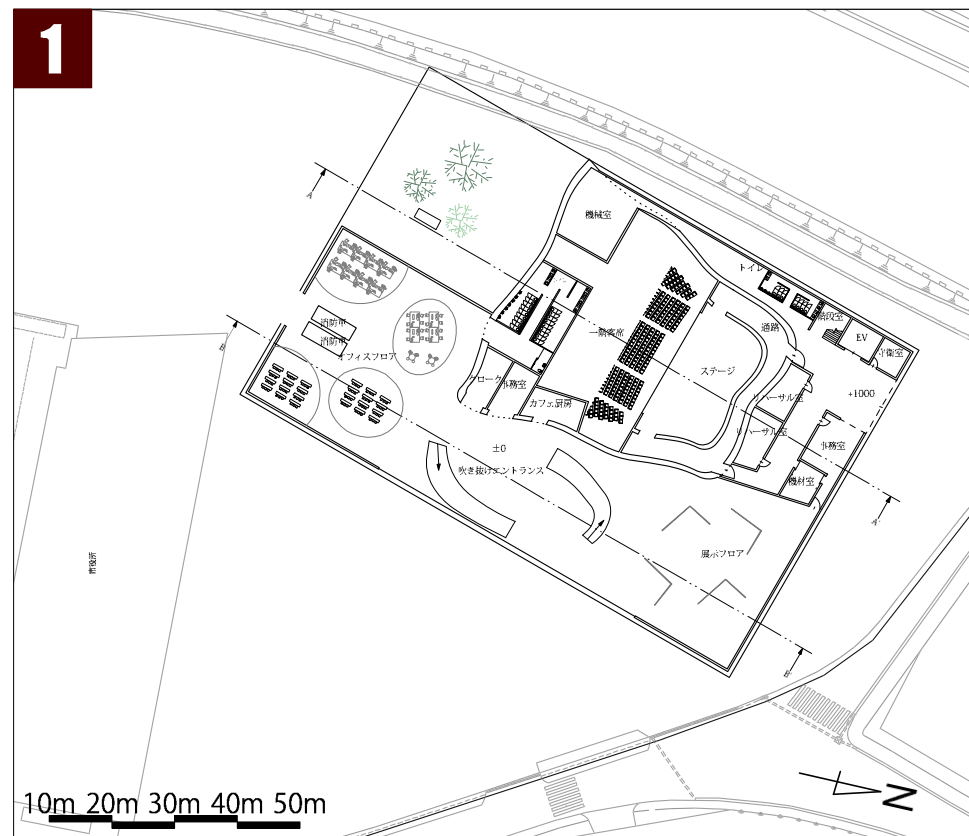 1
A
機械室
トイレ
階段室
EV
守衛室
通路
+1000
消防車
消防車
オフィスフロア
B
観客席
ステージ
クローク
事務室
カフェ厨房
リハーサル室
リハーサル室
事務室
機材室
±0
吹き抜けエントランス
A'
展示フロア
B'
市役所
10m 20m 30m 40m 50m
N